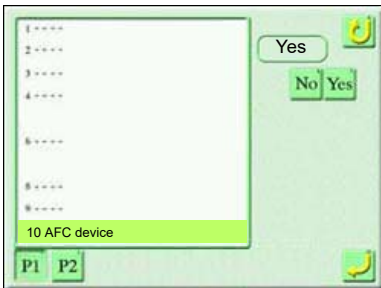 1 ----
2 ----
3 ----
4 ----
6 ----
8 ----
9 ----
10 AFC device
Yes
No Yes
P1 P2